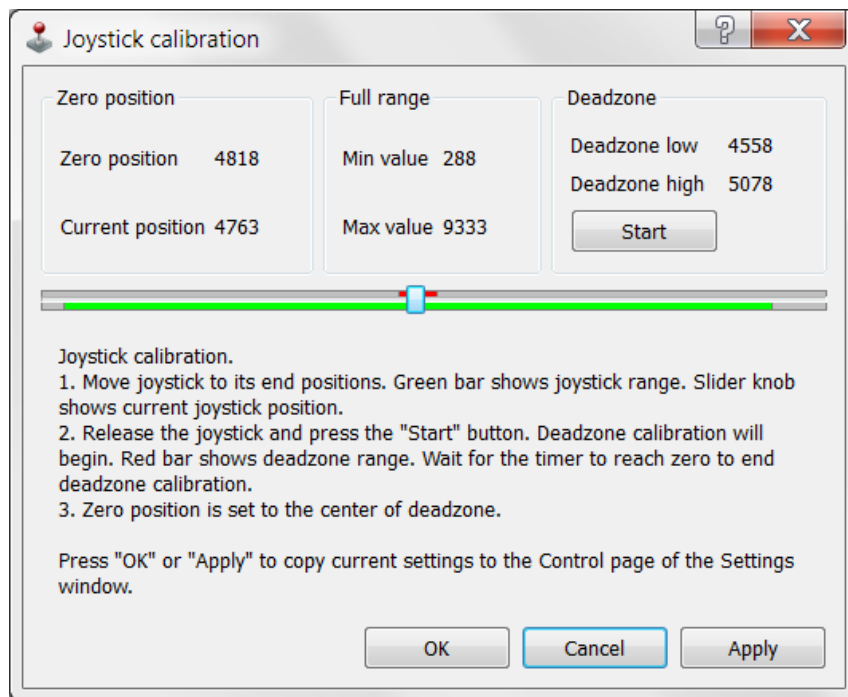 Joystick calibration
Zero position
Zero position 4818
Current position 4763
Full range
Min value 288
Max value 9333
Deadzone
Deadzone low 4558
Deadzone high 5078
Start
Joystick calibration.
1. Move joystick to its end positions. Green bar shows joystick range. Slider knob
shows current joystick position.
2. Release the joystick and press the "Start" button. Deadzone calibration will
begin. Red bar shows deadzone range. Wait for the timer to reach zero to end
deadzone calibration.
3. Zero position is set to the center of deadzone.
Press "OK" or "Apply" to copy current settings to the Control page of the Settings
window.
OK Cancel Apply